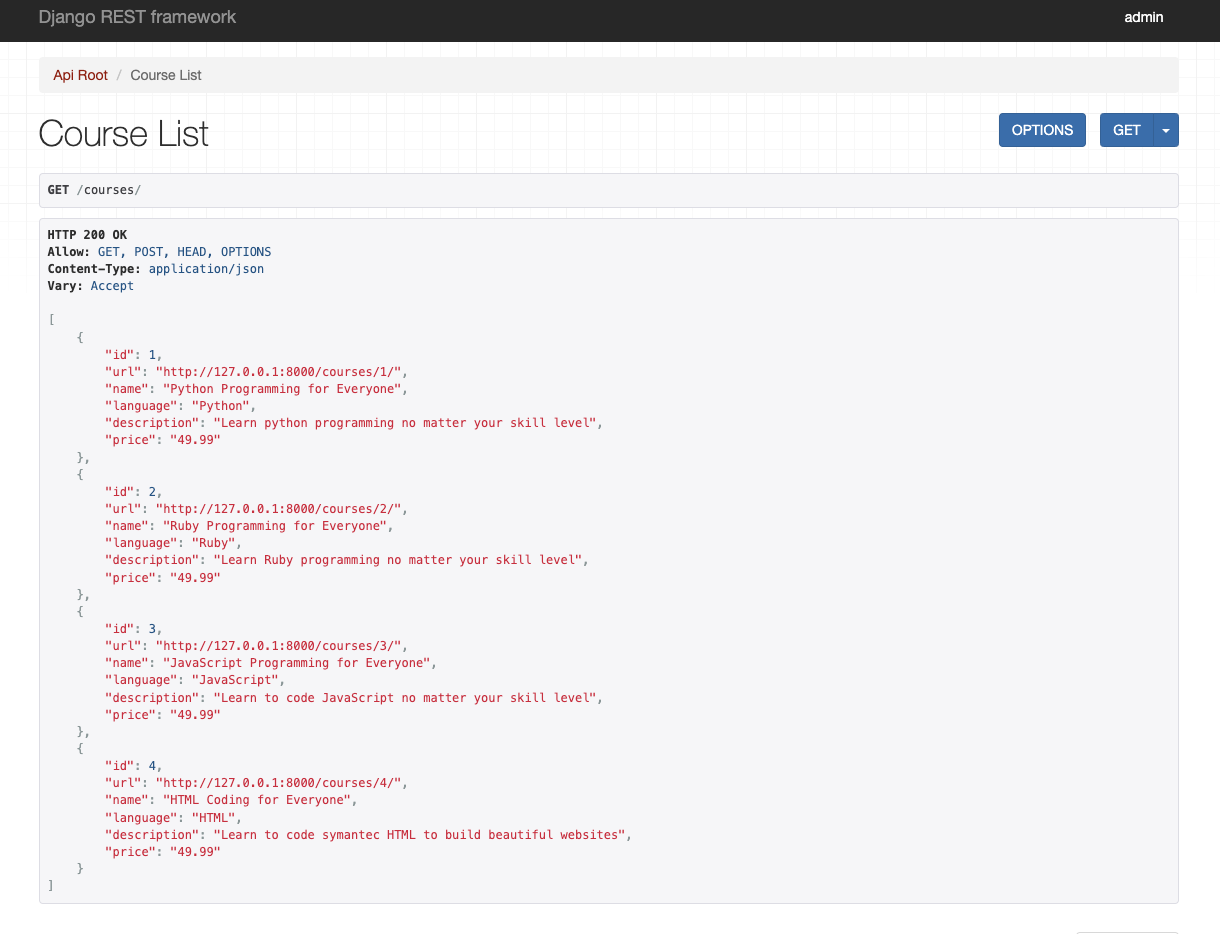 Django REST framework
admin
Api Root / Course List
Course List
OPTIONS
GET
GET /courses/
HTTP 200 OK
Allow: GET, POST, HEAD, OPTIONS
Content-Type: application/json
Vary: Accept
[
    {
        "id": 1,
        "url": "http://127.0.0.1:8000/courses/1/",
        "name": "Python Programming for Everyone",
        "language": "Python",
        "description": "Learn python programming no matter your skill level",
        "price": "49.99"
    },
    {
        "id": 2,
        "url": "http://127.0.0.1:8000/courses/2/",
        "name": "Ruby Programming for Everyone",
        "language": "Ruby",
        "description": "Learn Ruby programming no matter your skill level",
        "price": "49.99"
    },
    {
        "id": 3,
        "url": "http://127.0.0.1:8000/courses/3/",
        "name": "JavaScript Programming for Everyone",
        "language": "JavaScript",
        "description": "Learn to code JavaScript no matter your skill level",
        "price": "49.99"
    },
    {
        "id": 4,
        "url": "http://127.0.0.1:8000/courses/4/",
        "name": "HTML Coding for Everyone",
        "language": "HTML",
        "description": "Learn to code symantec HTML to build beautiful websites",
        "price": "49.99"
    }
]